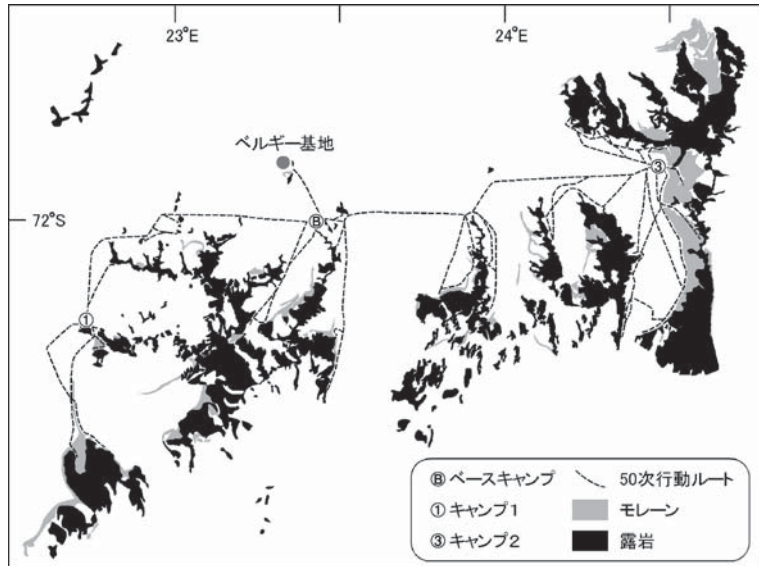 23°E 24°E
ベルギー基地
③
Ⓑ
72°S
①
Ⓑ ベースキャンプ 50次行動ルート
① キャンプ1 モレーン
③ キャンプ2 露岩